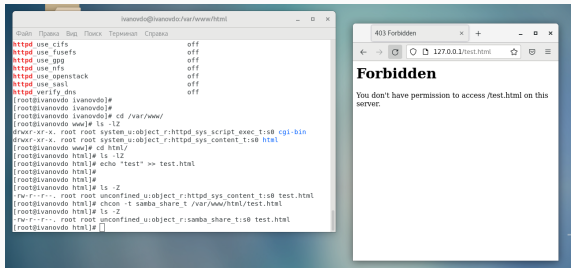 ivanovdo@ivanovdo:/var/www/html
Файл Правка Вид Поиск Терминал Справка
httpd_use_cifs off
httpd_use_fusefs off
httpd_use_gpg off
httpd_use_nfs off
httpd_use_openstack off
httpd_use_sasl off
httpd_verify_dns off
[root@ivanovdo ivanovdo]#
[root@ivanovdo ivanovdo]#
[root@ivanovdo ivanovdo]# cd /var/www/
[root@ivanovdo www]# ls -lZ
drwxr-xr-x. root root system_u:object_r:httpd_sys_script_exec_t:s0 cgi-bin
drwxr-xr-x. root root system_u:object_r:httpd_sys_content_t:s0 html
[root@ivanovdo www]# cd html/
[root@ivanovdo html]# ls -lZ
[root@ivanovdo html]# echo "test" >> test.html
[root@ivanovdo html]#
[root@ivanovdo html]#
[root@ivanovdo html]# ls -Z
-rw-r--r--. root root unconfined_u:object_r:httpd_sys_content_t:s0 test.html
[root@ivanovdo html]# chcon -t samba_share_t /var/www/html/test.html
[root@ivanovdo html]# ls -Z
-rw-r--r--. root root unconfined_u:object_r:samba_share_t:s0 test.html
[root@ivanovdo html]#
403 Forbidden
127.0.0.1/test.html
Forbidden
You don't have permission to access /test.html on this
server.